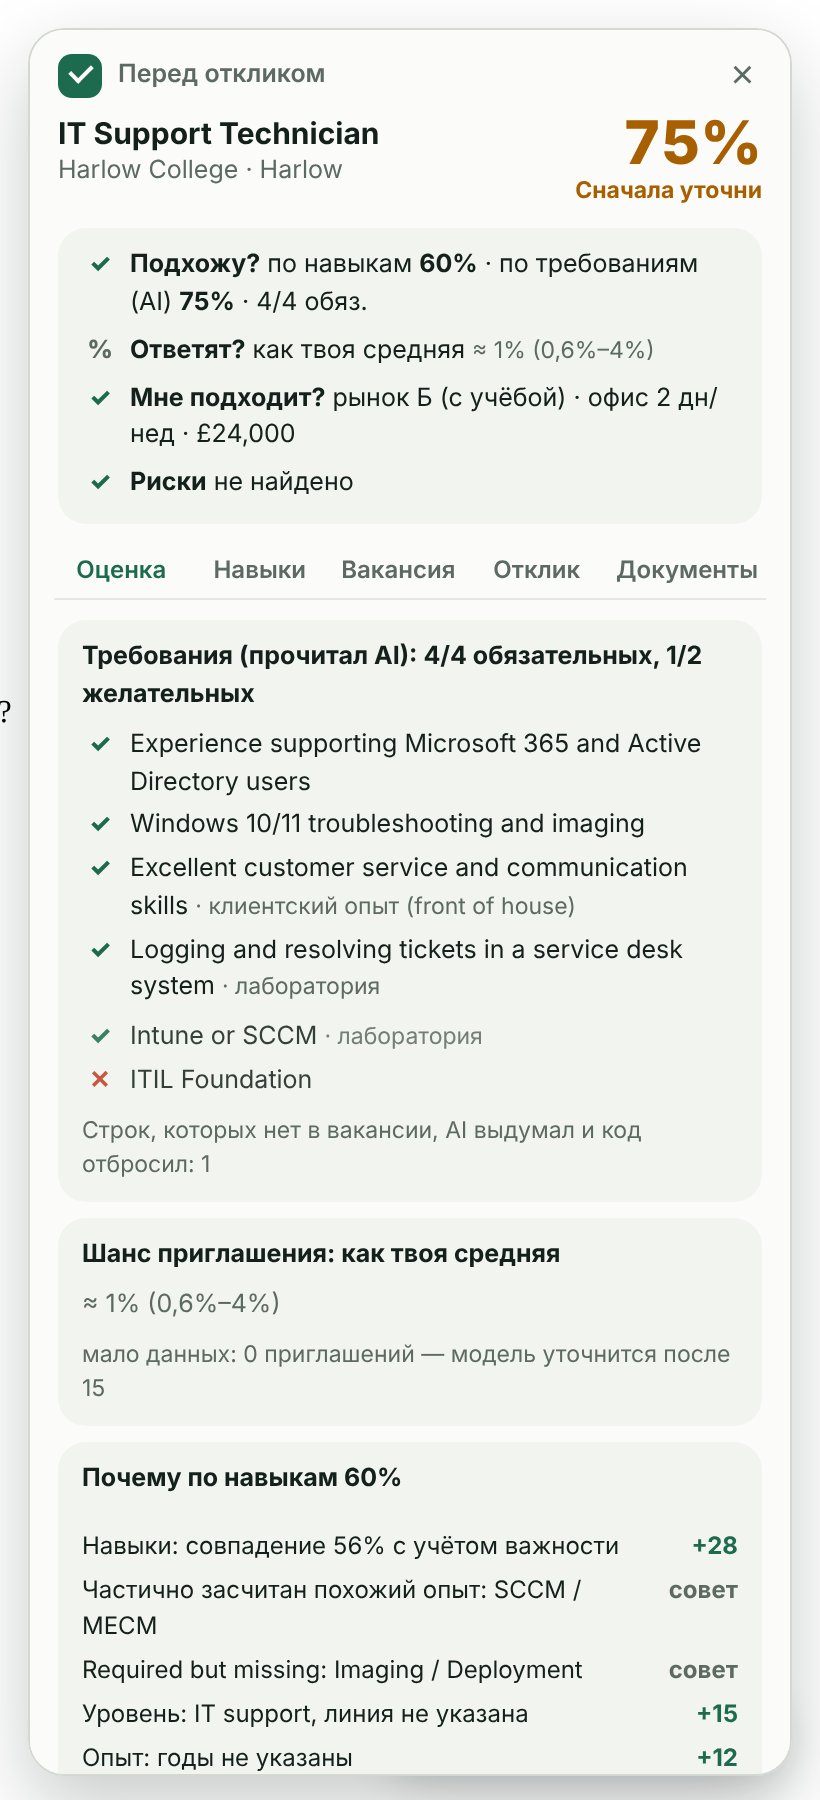 Перед откликом
IT Support Technician
75%
Harlow College · Harlow
Сначала уточни
Подхожу? по навыкам 60% · по требованиям
(AI) 75% · 4/4 обяз.
% Ответят? как твоя средняя ≈ 1% (0,6%–4%)
Мне подходит? рынок Б (с учёбой) · офис 2 дн/
нед · £24,000
Риски не найдено
Оценка Навыки Вакансия Отклик Документы
Требования (прочитал AI): 4/4 обязательных, 1/2
желательных
?
Experience supporting Microsoft 365 and Active
Directory users
Windows 10/11 troubleshooting and imaging
Excellent customer service and communication
skills · клиентский опыт (front of house)
Logging and resolving tickets in a service desk
system · лаборатория
Intune or SCCM · лаборатория
ITIL Foundation
Строк, которых нет в вакансии, AI выдумал и код
отбросил: 1
Шанс приглашения: как твоя средняя
≈ 1% (0,6%–4%)
мало данных: 0 приглашений — модель уточнится после
15
Почему по навыкам 60%
Навыки: совпадение 56% с учётом важности +28
Частично засчитан похожий опыт: SCCM / совет
MECM
Required but missing: Imaging / Deployment совет
Уровень: IT support, линия не указана +15
Опыт: годы не указаны +12